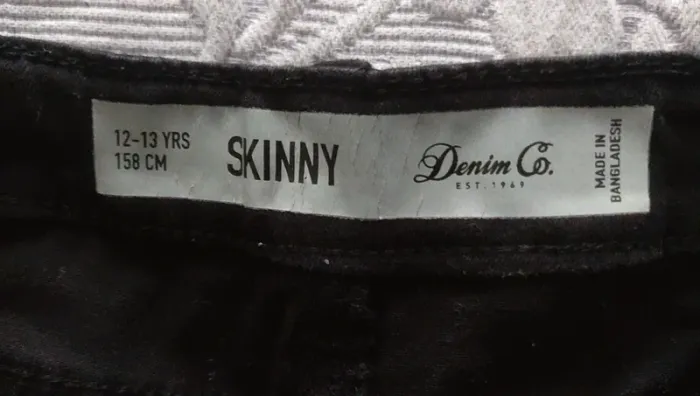 12-13 YRS
158 CM
SKINNY
Denim Co.
EST. 1969
MADE IN
BANGLADESH